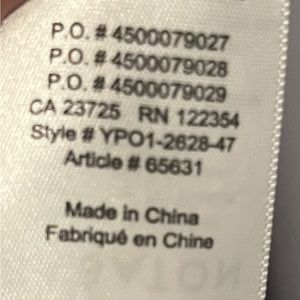 P.O. # 4500079027
P.O. # 4500079028
P.O. # 4500079029
CA 23725 RN 122354
Style # YPO1-2628-47
Article # 65631
Made in China
Fabriqué en Chine